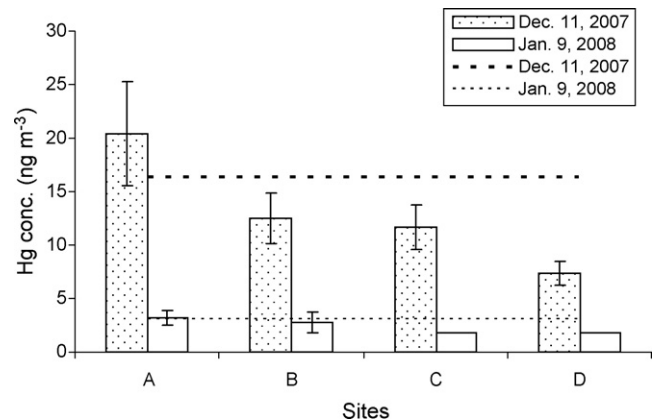 Hg conc. (ng m-3)
30
25
20
15
10
5
0
Dec. 11, 2007
Jan. 9, 2008
Dec. 11, 2007
Jan. 9, 2008
A B C D
Sites